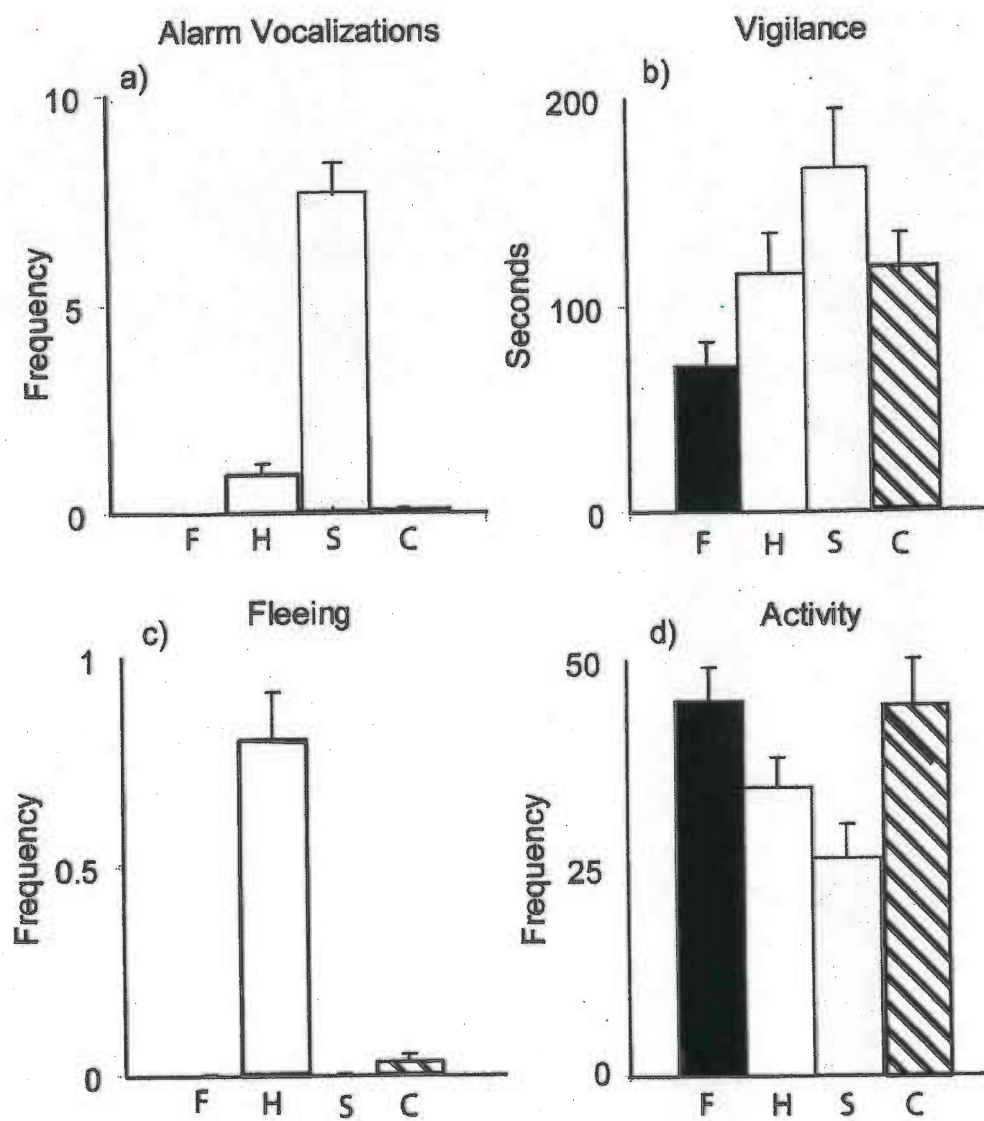 Alarm Vocalizations
a)
10
5
0
Frequency
F H S C
Vigilance
b)
200
100
0
Seconds
F H S C
Fleeing
c)
1
0.5
0
Frequency
F H S C
Activity
d)
50
25
0
Frequency
F H S C